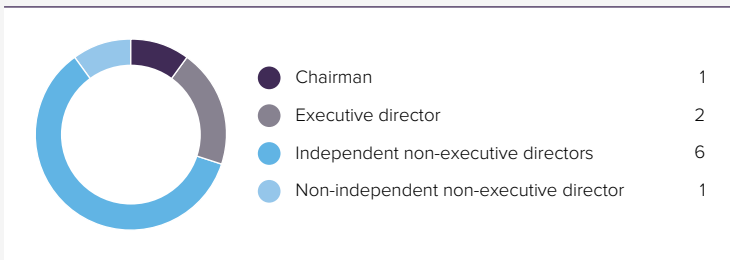 Chairman 1
Executive director 2
Independent non-executive directors 6
Non-independent non-executive director 1